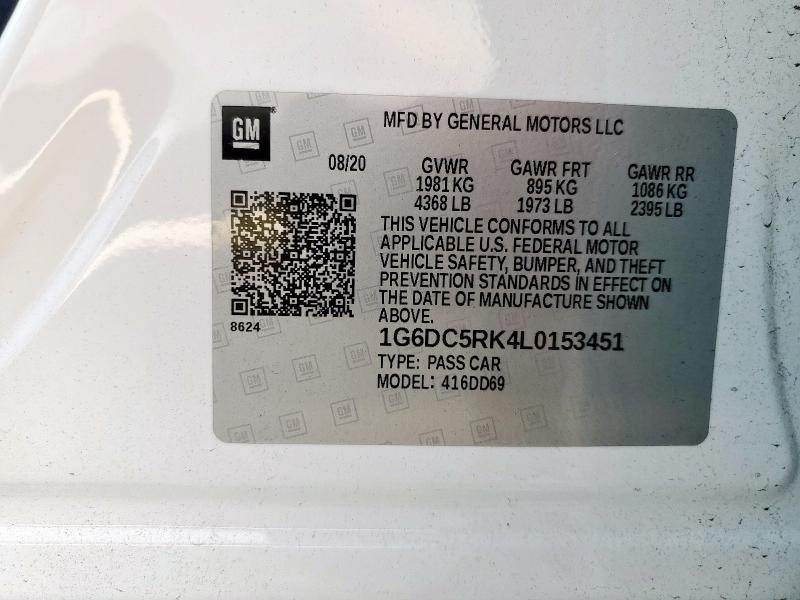 GM®
MFD BY GENERAL MOTORS LLC
08/20 GVWR GAWR FRT GAWR RR
1981 KG 895 KG 1086 KG
4368 LB 1973 LB 2395 LB
THIS VEHICLE CONFORMS TO ALL
APPLICABLE U.S. FEDERAL MOTOR
VEHICLE SAFETY, BUMPER, AND THEFT
PREVENTION STANDARDS IN EFFECT ON
THE DATE OF MANUFACTURE SHOWN
ABOVE.
8624
1G6DC5RK4L0153451
TYPE: PASS CAR
MODEL: 416DD69